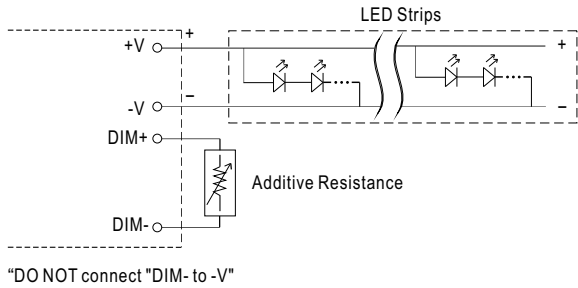 LED Strips
+V + +
-V – –
DIM+
Additive Resistance
DIM-
“DO NOT connect "DIM- to -V"